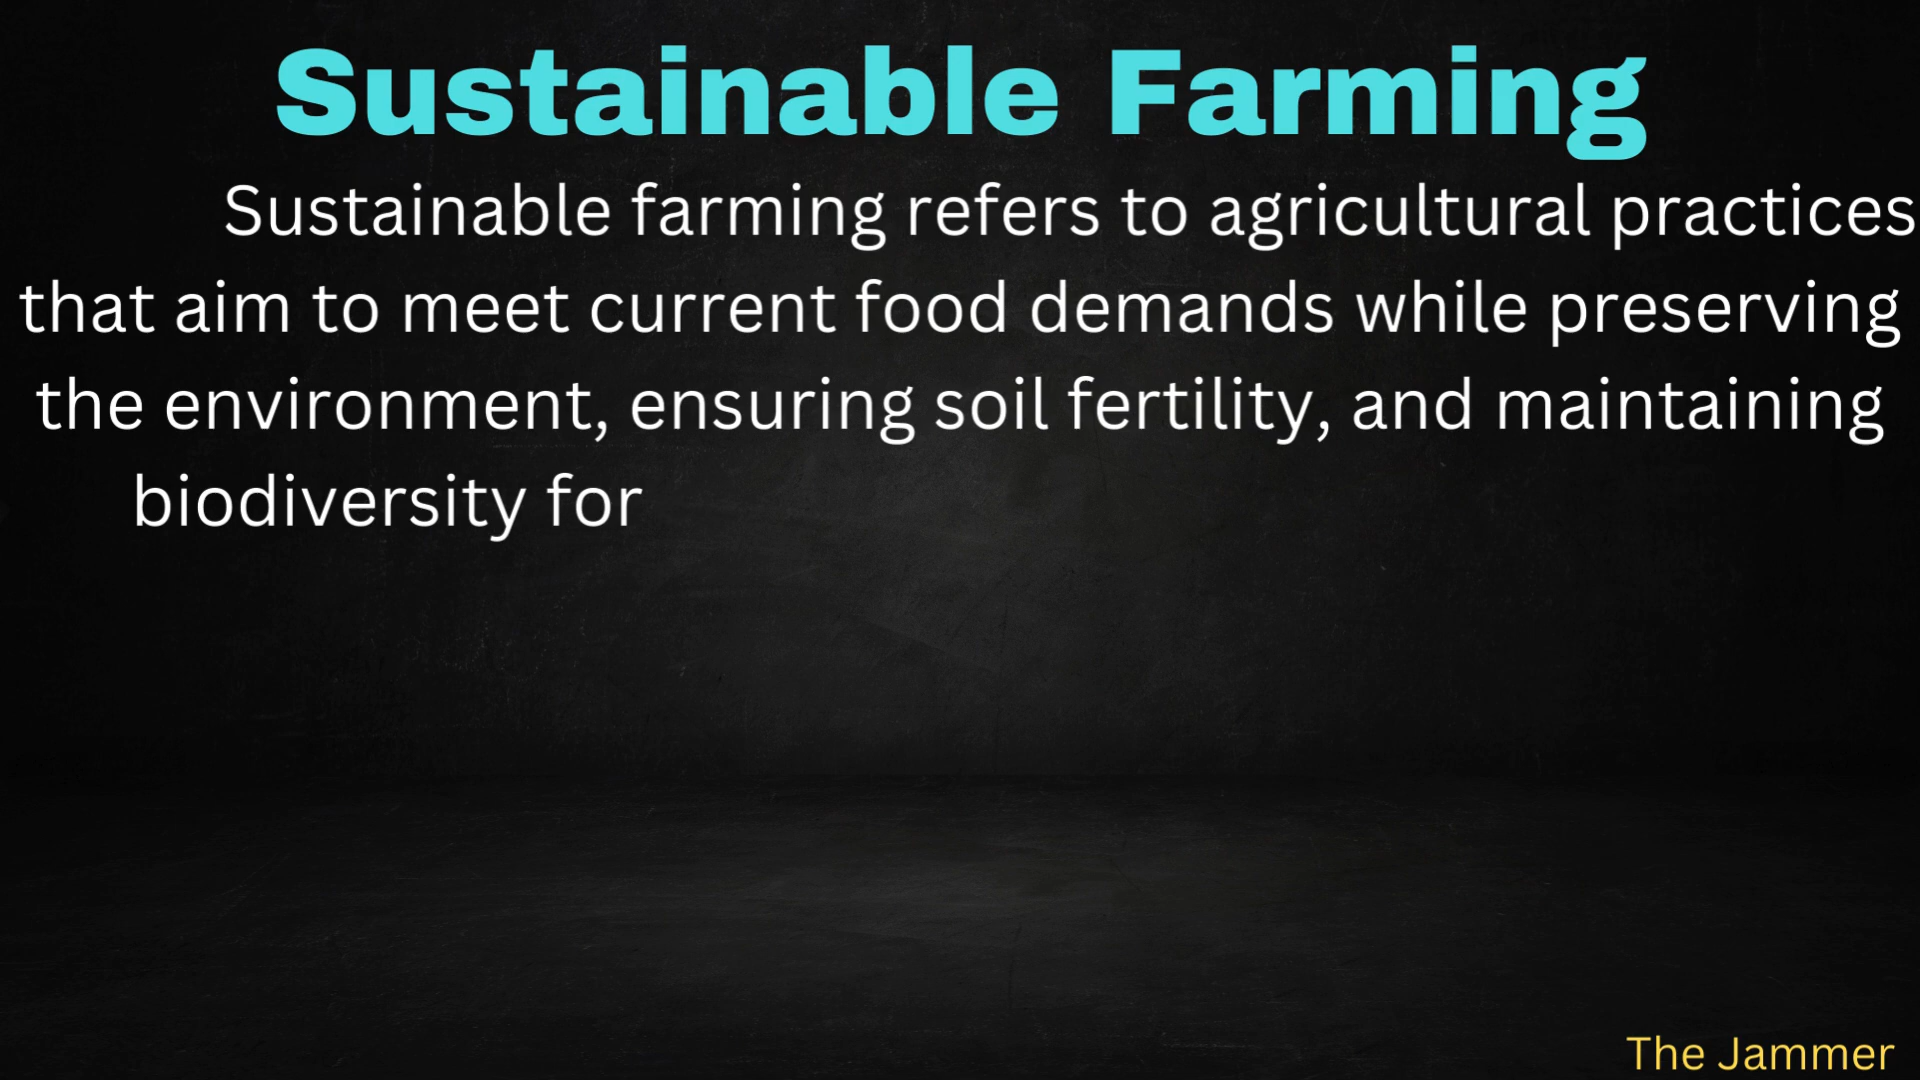 Sustainable Farming
Sustainable farming refers to agricultural practices
that aim to meet current food demands while preserving
the environment, ensuring soil fertility, and maintaining
biodiversity for
The Jammer